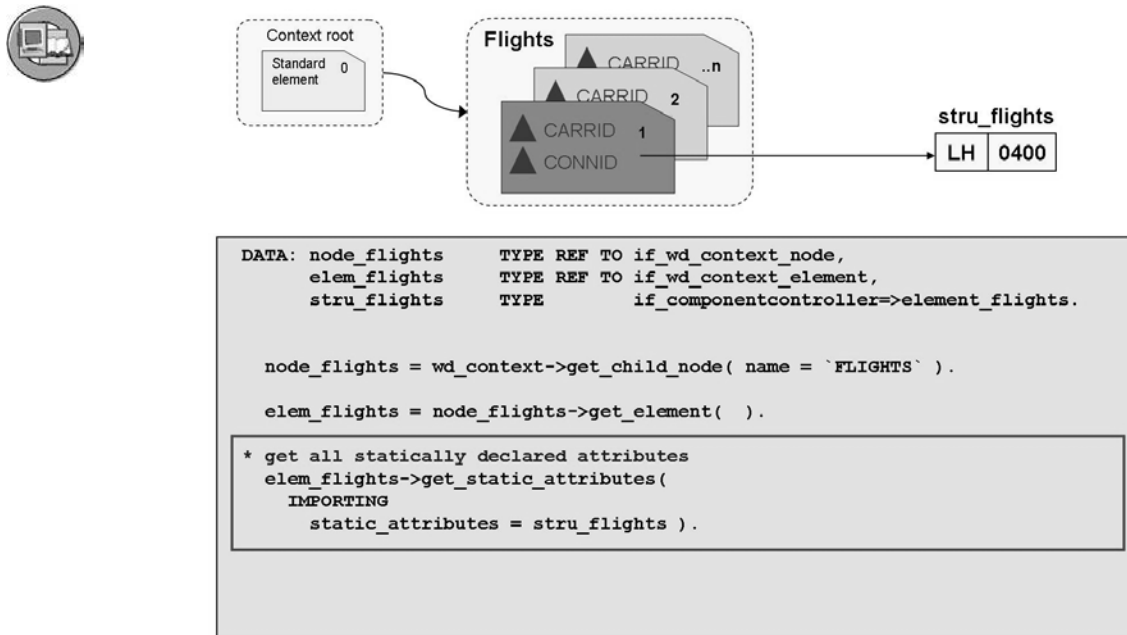 Context root
Standard 0
element
Flights
CARRID ..n
CARRID 2
CARRID 1
CONNID
stru_flights
LH 0400
DATA: node_flights TYPE REF TO if_wd_context_node,
elem_flights TYPE REF TO if_wd_context_element,
stru_flights TYPE if_componentcontroller=>element_flights.
node_flights = wd_context->get_child_node( name = `FLIGHTS` ).
elem_flights = node_flights->get_element( ).
* get all statically declared attributes
elem_flights->get_static_attributes(
IMPORTING
static_attributes = stru_flights ).